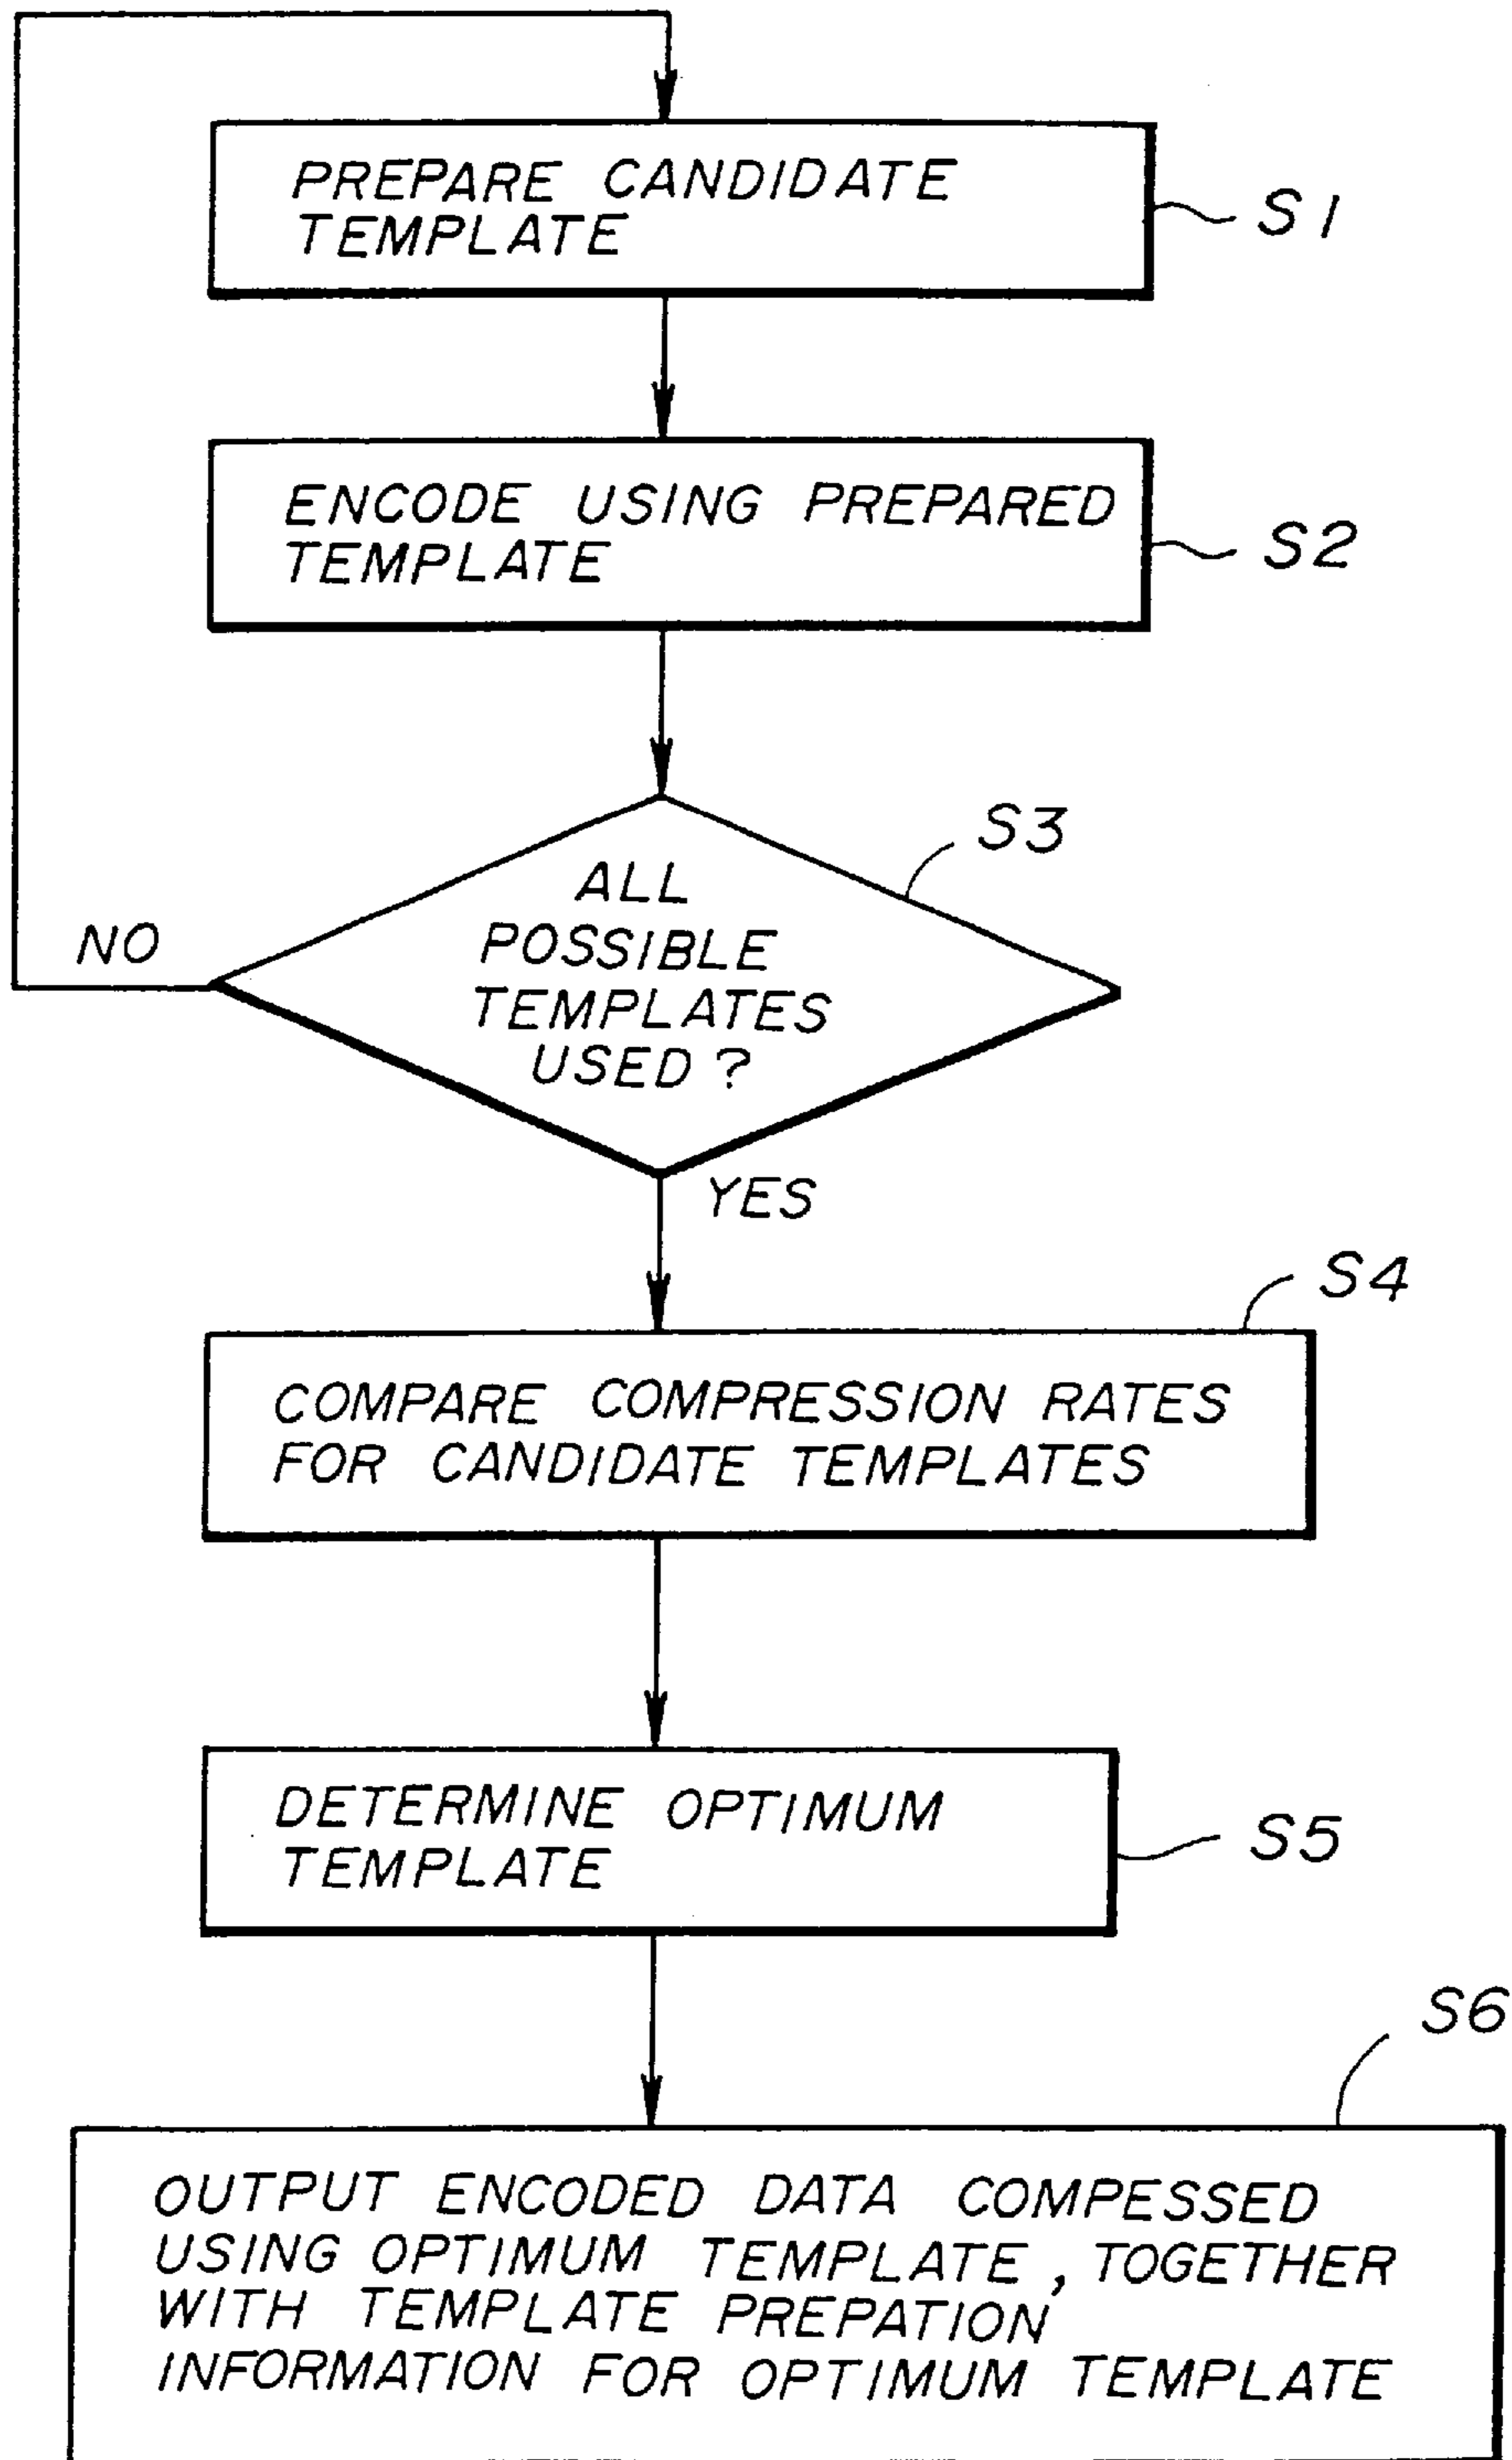 PREPARE CANDIDATE
TEMPLATE
S1
ENCODE USING PREPARED
TEMPLATE
S2
S3
ALL
POSSIBLE
TEMPLATES
USED?
NO
YES
S4
COMPARE COMPRESSION RATES
FOR CANDIDATE TEMPLATES
DETERMINE OPTIMUM
TEMPLATE
S5
S6
OUTPUT ENCODED DATA COMPESSED
USING OPTIMUM TEMPLATE, TOGETHER
WITH TEMPLATE PREPATION
INFORMATION FOR OPTIMUM TEMPLATE